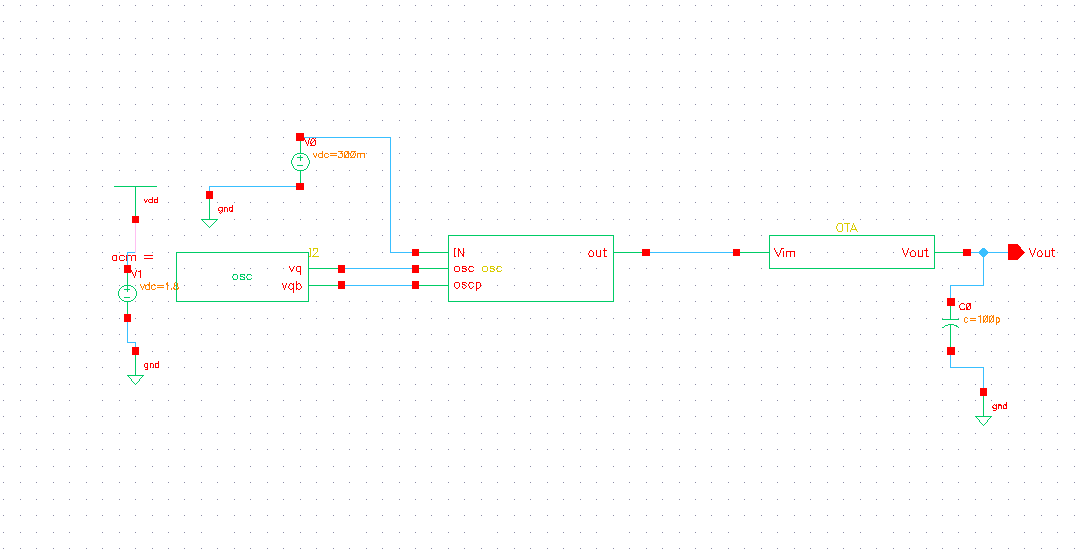 V0
vdc=300m
gnd
vdd
acm =
V1
vdc=1.8
gnd
I2
osc
vq
vqb
IN
osc osc
oscp
out
OTA
Vim
Vout
Vout
C0
c=100p
gnd